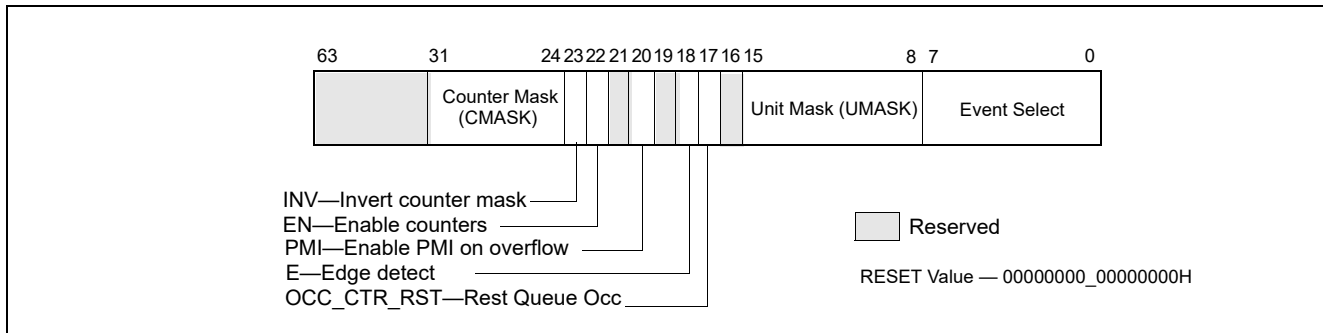 63 31 24 23 22 21 20 19 18 17 16 15 8 7 0
Counter Mask
(CMASK)
Unit Mask (UMASK)
Event Select
INV—Invert counter mask
EN—Enable counters
PMI—Enable PMI on overflow
E—Edge detect
OCC_CTR_RST—Rest Queue Occ
Reserved
RESET Value — 00000000_00000000H